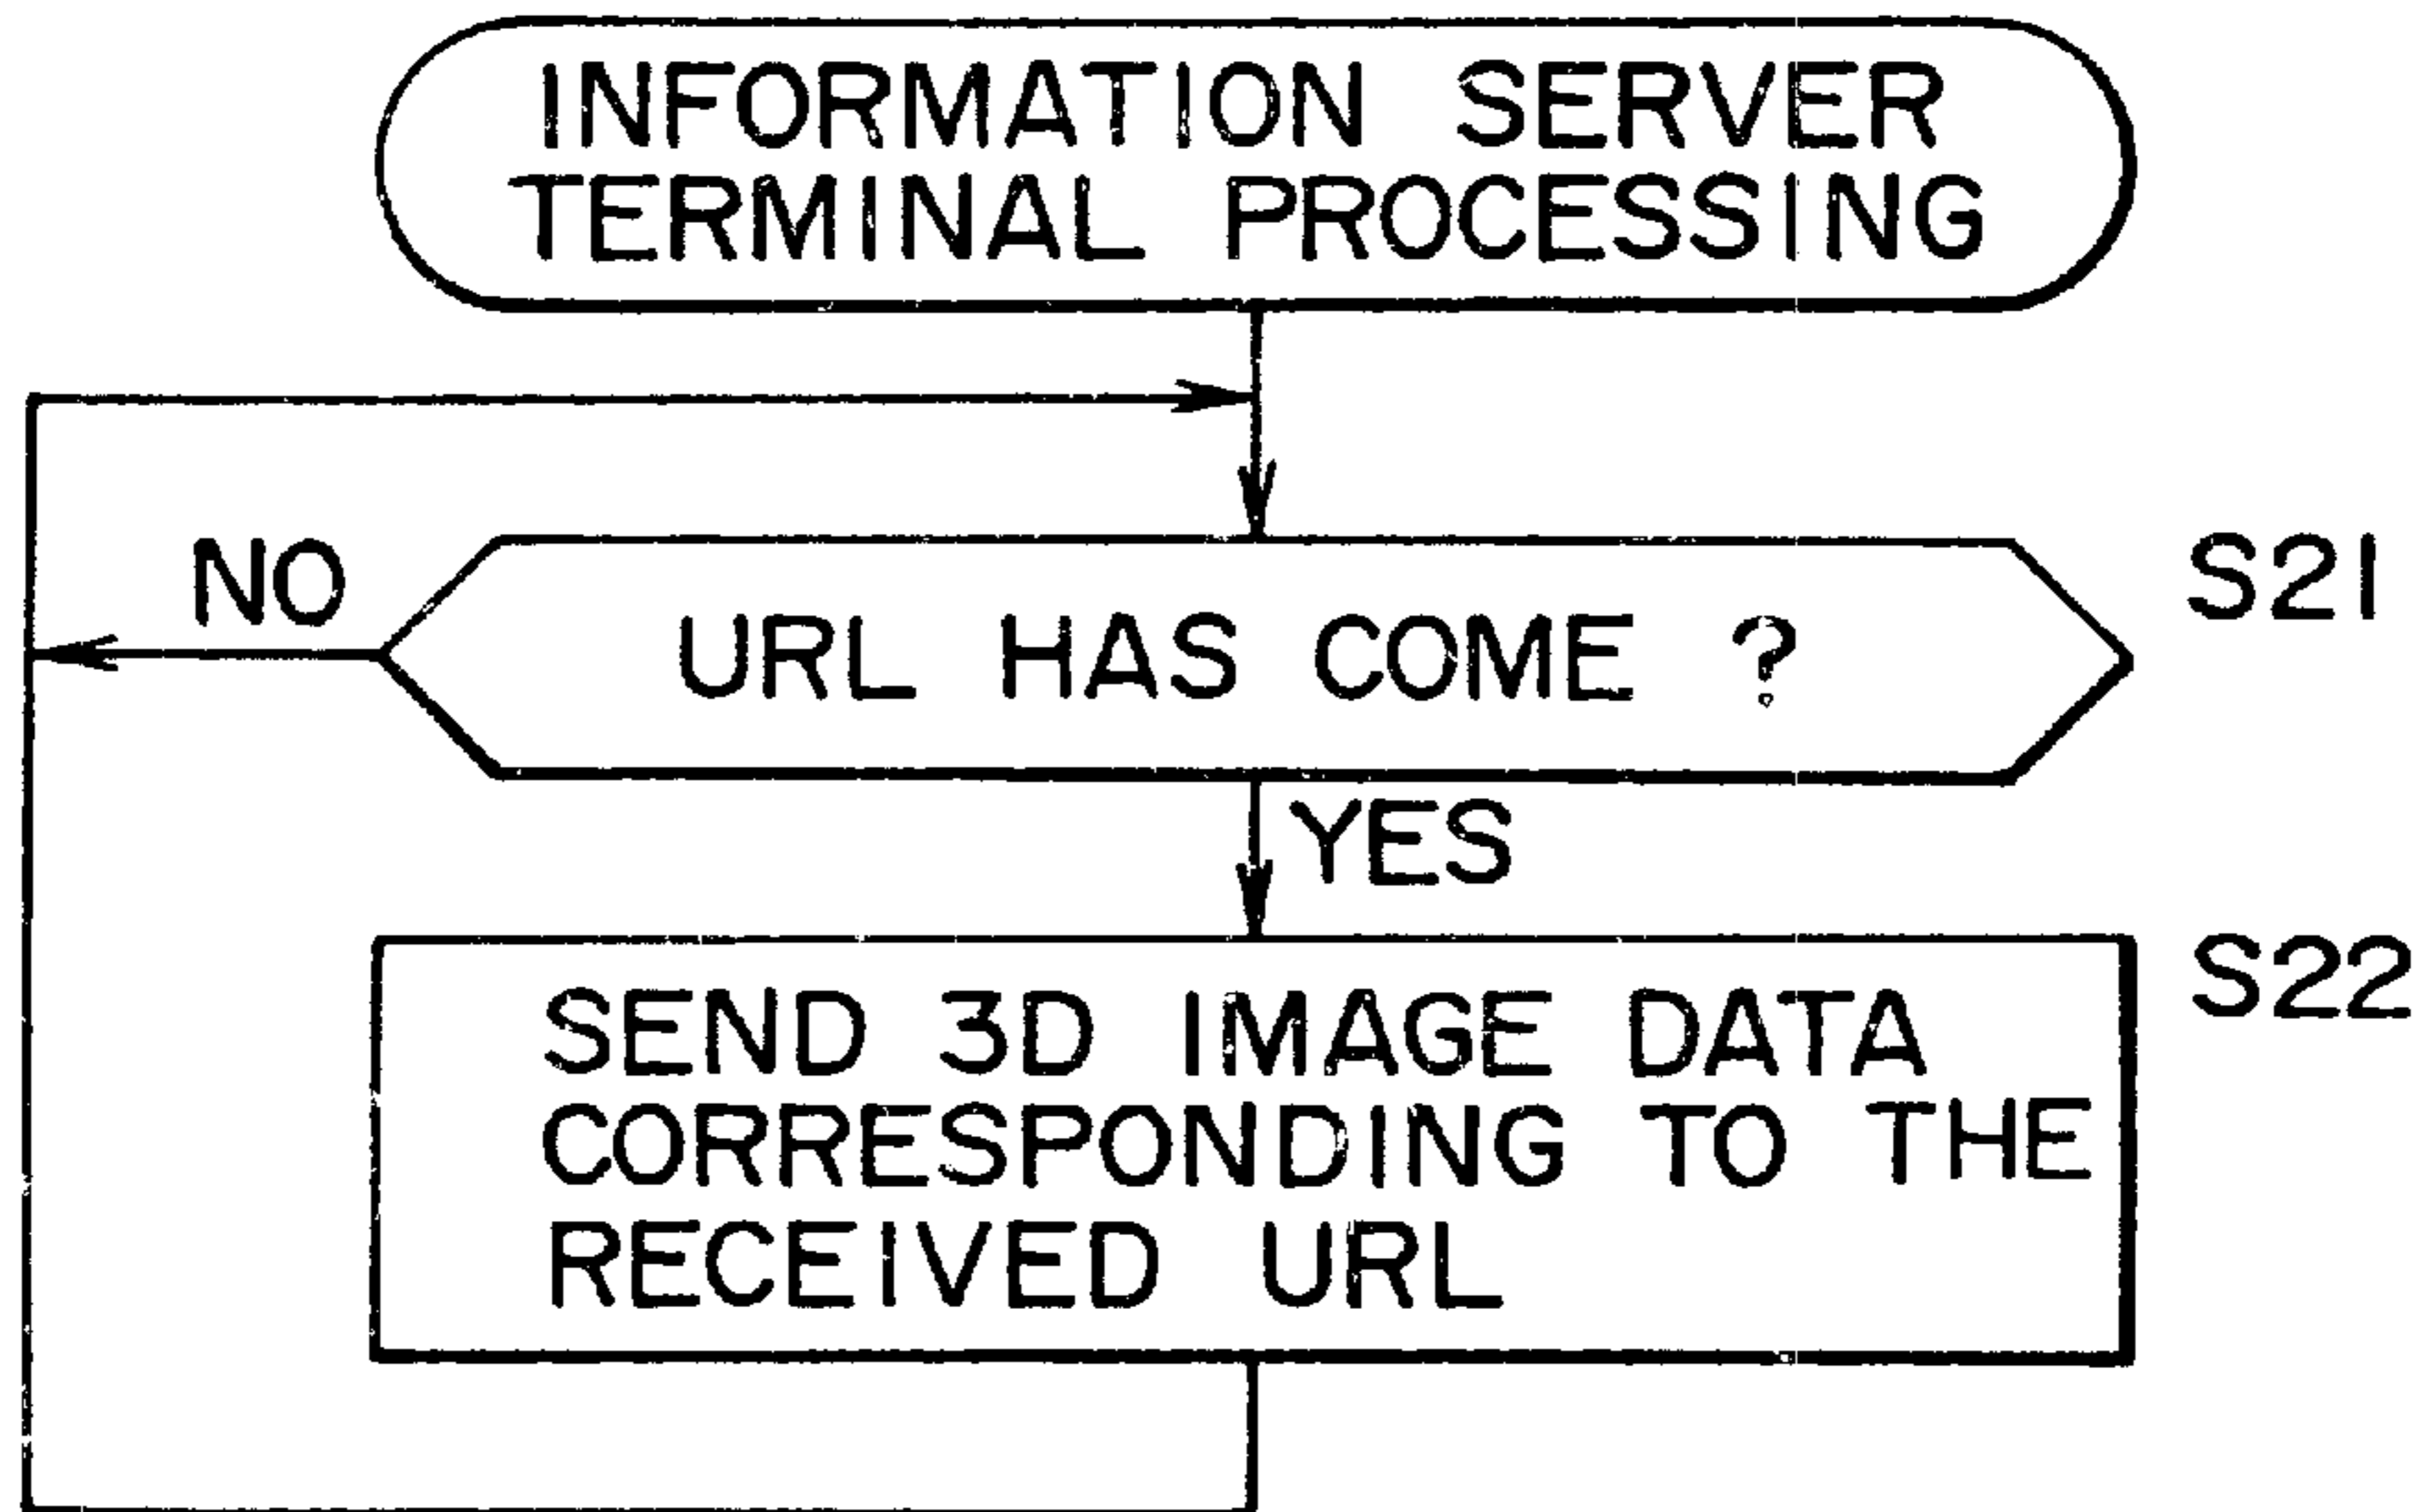 INFORMATION SERVER
TERMINAL PROCESSING
NO
S21
URL HAS COME ?
YES
S22
SEND 3D IMAGE DATA
CORRESPONDING TO THE
RECEIVED URL